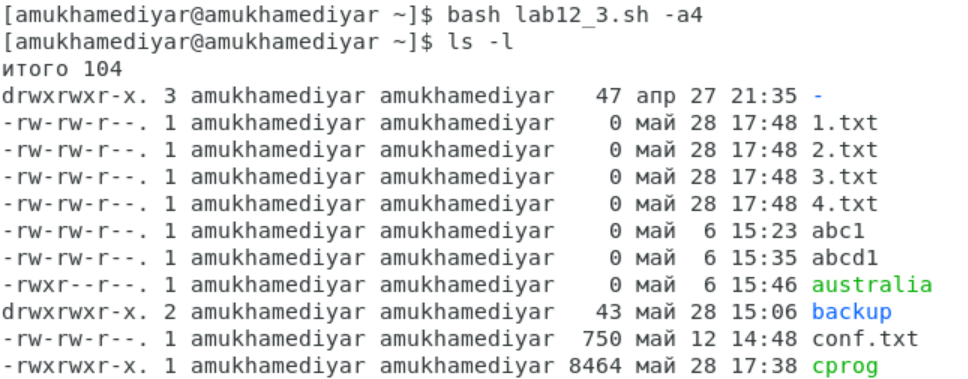 [amukhamediyar@amukhamediyar ~]$ bash lab12_3.sh -a4
[amukhamediyar@amukhamediyar ~]$ ls -l
итого 104
drwxrwxr-x. 3 amukhamediyar amukhamediyar   47 апр 27 21:35 -
-rw-rw-r--. 1 amukhamediyar amukhamediyar    0 май 28 17:48 1.txt
-rw-rw-r--. 1 amukhamediyar amukhamediyar    0 май 28 17:48 2.txt
-rw-rw-r--. 1 amukhamediyar amukhamediyar    0 май 28 17:48 3.txt
-rw-rw-r--. 1 amukhamediyar amukhamediyar    0 май 28 17:48 4.txt
-rw-rw-r--. 1 amukhamediyar amukhamediyar    0 май  6 15:23 abc1
-rw-rw-r--. 1 amukhamediyar amukhamediyar    0 май  6 15:35 abcd1
-rwxr--r--. 1 amukhamediyar amukhamediyar    0 май  6 15:46 australia
drwxrwxr-x. 2 amukhamediyar amukhamediyar   43 май 28 15:06 backup
-rw-rw-r--. 1 amukhamediyar amukhamediyar  750 май 12 14:48 conf.txt
-rwxrwxr-x. 1 amukhamediyar amukhamediyar 8464 май 28 17:38 cprog